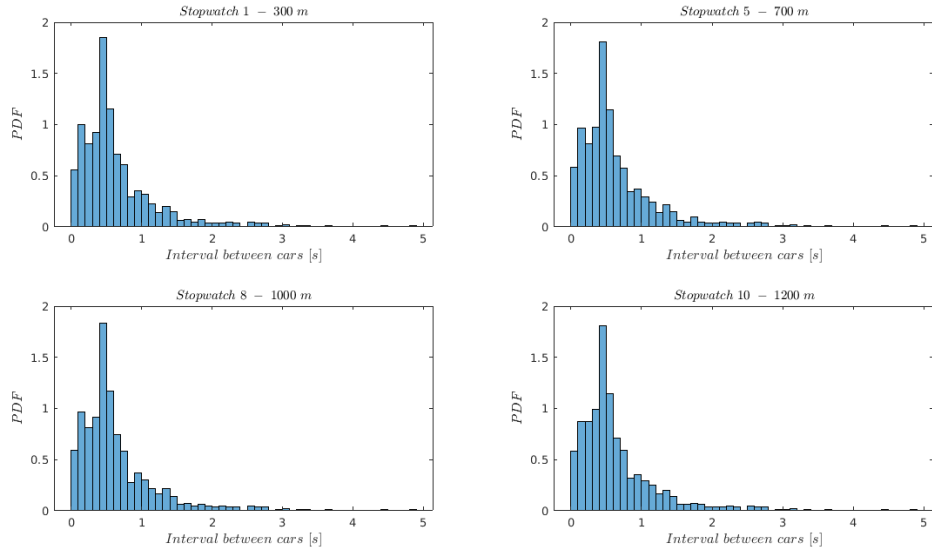 Stopwatch 1 − 300 m
2
1.5
1
0.5
0
PDF
0 1 2 3 4 5
Interval between cars [s]
Stopwatch 5 − 700 m
2
1.5
1
0.5
0
PDF
0 1 2 3 4 5
Interval between cars [s]
Stopwatch 8 − 1000 m
2
1.5
1
0.5
0
PDF
0 1 2 3 4 5
Interval between cars [s]
Stopwatch 10 − 1200 m
2
1.5
1
0.5
0
PDF
0 1 2 3 4 5
Interval between cars [s]